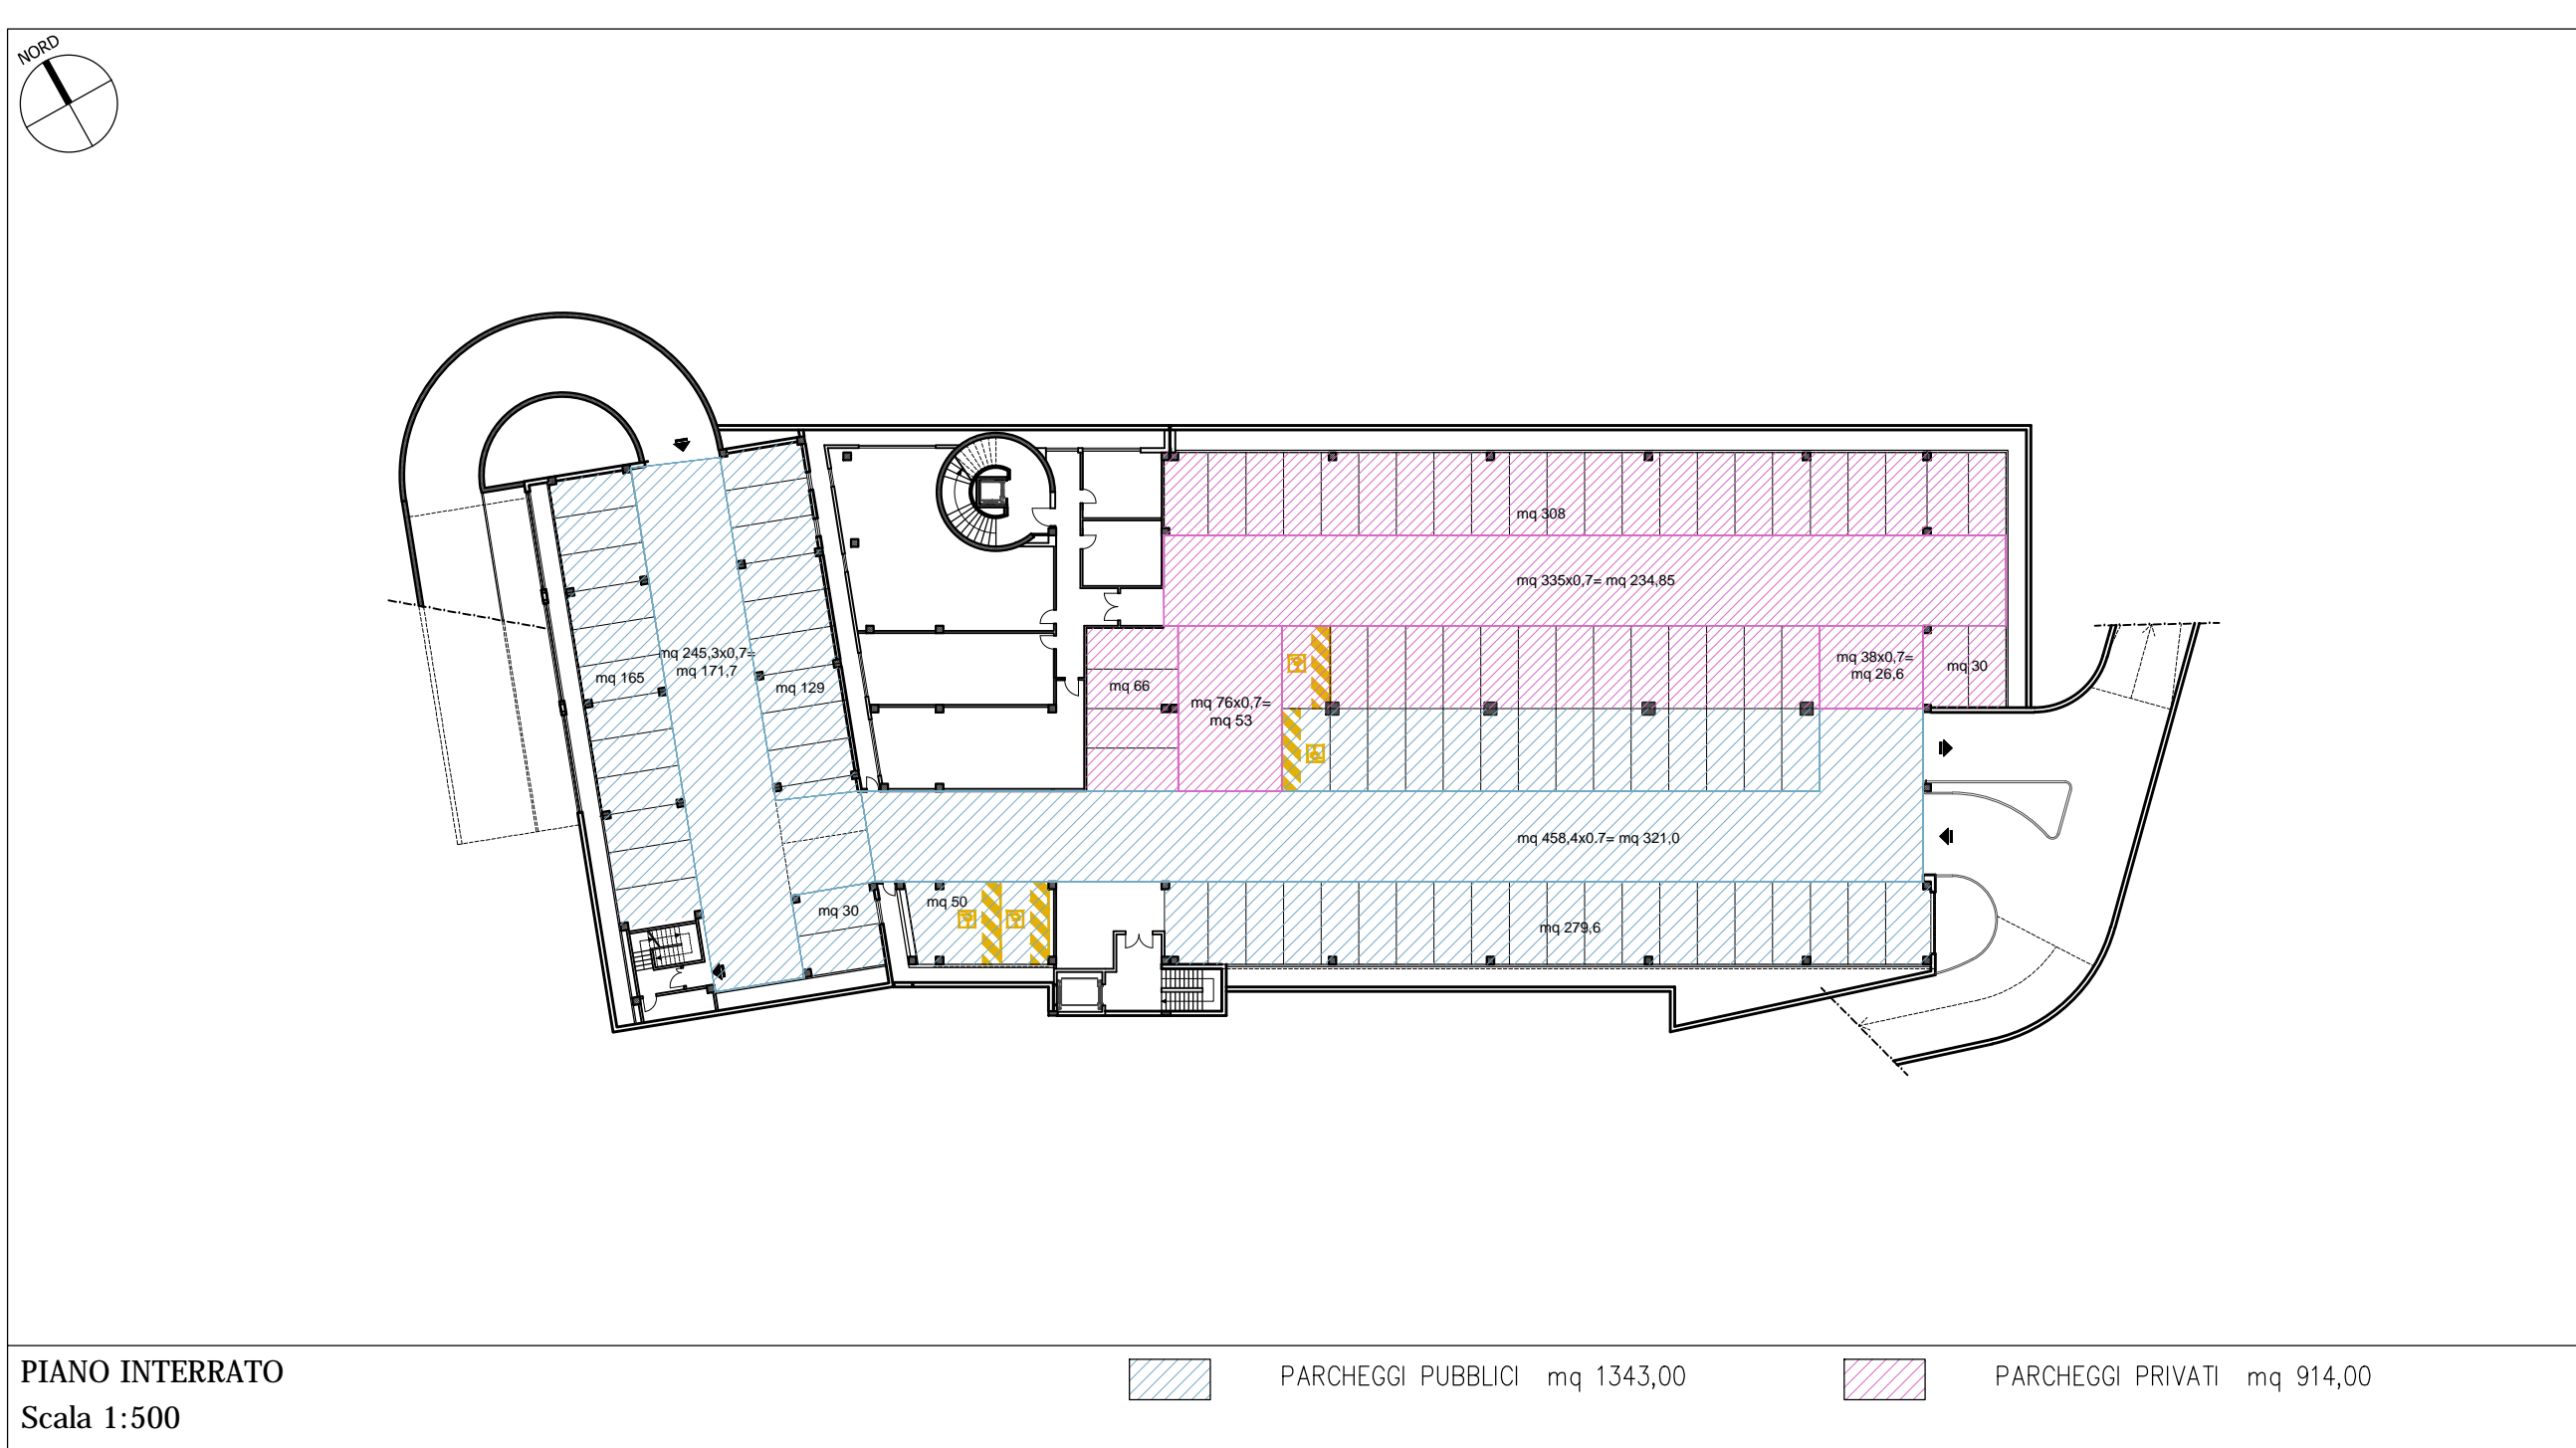 NORD
mq 308
mq 335x0,7= mq 234,85
mq 245,3x0,7=
mq 171,7
mq 165
mq 129
mq 66
mq 76x0,7=
mq 53
mq 38x0,7=
mq 26,6
mq 30
mq 458,4x0.7= mq 321,0
mq 30
mq 50
mq 279,6
PIANO INTERRATO
Scala 1:500
PARCHEGGI PUBBLICI mq 1343,00
PARCHEGGI PRIVATI mq 914,00